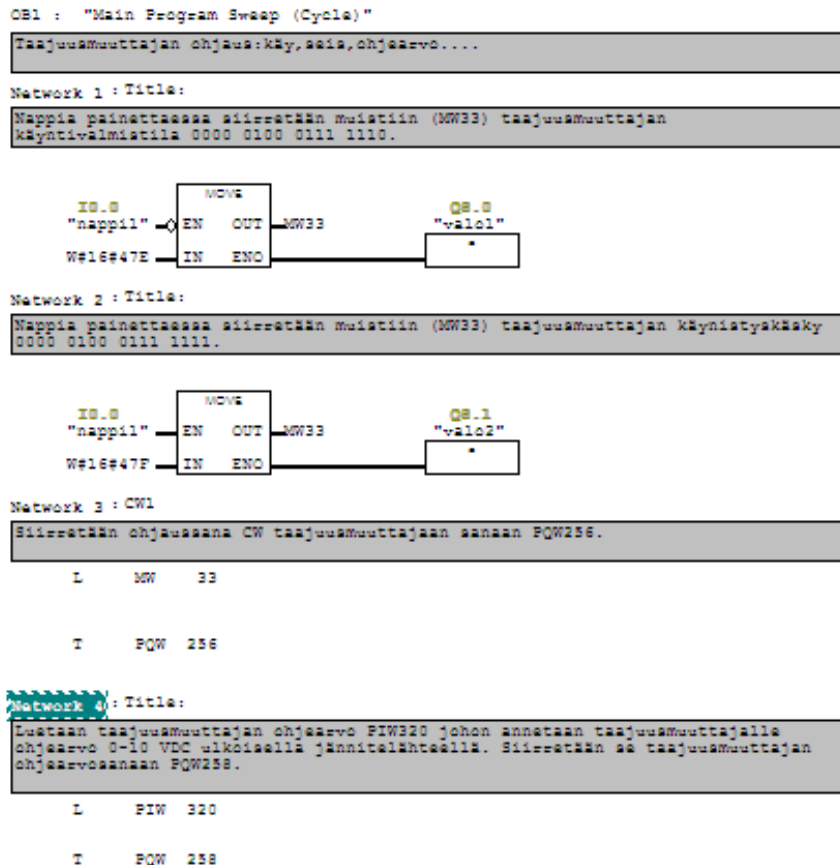 OB1 : "Main Program Sweep (Cycle)"
Taajuusmuuttajan ohjaus:käy,seis,ohjearvo....
Network 1 : Title:
Nappia painettaessa siirretään muistiin (MW33) taajuusmuuttajan
käyntivalmistila 0000 0100 0111 1110.
MOVE
I0.0
"nappi1" EN OUT MW33
Q8.0
"valo1"
W#16#47E IN ENO
Network 2 : Title:
Nappia painettaessa siirretään muistiin (MW33) taajuusmuuttajan käynistyskäsky
0000 0100 0111 1111.
MOVE
I0.0
"nappi1" EN OUT MW33
Q8.1
"valo2"
W#16#47F IN ENO
Network 3 : CW1
Siirretään ohjaussana CW taajuusmuuttajaan sanaan PQW256.
L MW 33
T PQW 256
Network 4 : Title:
Luetaan taajuusmuuttajan ohjearvo PIW320 johon annetaan taajuusmuuttajalle
ohjearvo 0-10 VDC ulkoisella jännitelähteellä. Siirretään se taajuusmuuttajan
ohjearvosanaan PQW258.
L PIW 320
T PQW 258